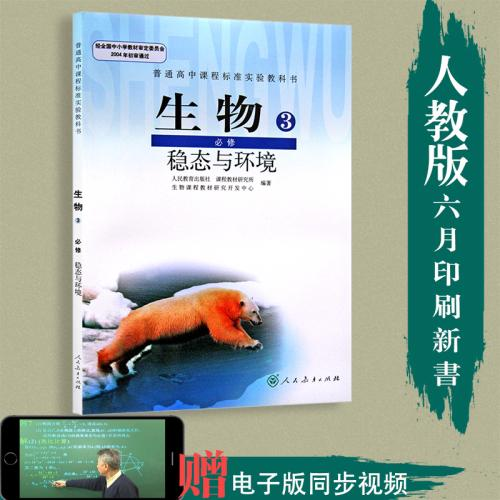 经全国中小学教材审定委员会
2004年初审通过
SHENGWU
普通高中课程标准实验教科书
生物 3
必修
稳态与环境
人民教育出版社 课程教材研究所
生物课程教材研究开发中心
编著
人民教育出版社
普通高中课程标准实验教科书
生物 3 必修 稳态与环境
人教版六月印刷新書
赠 电子版同步视频